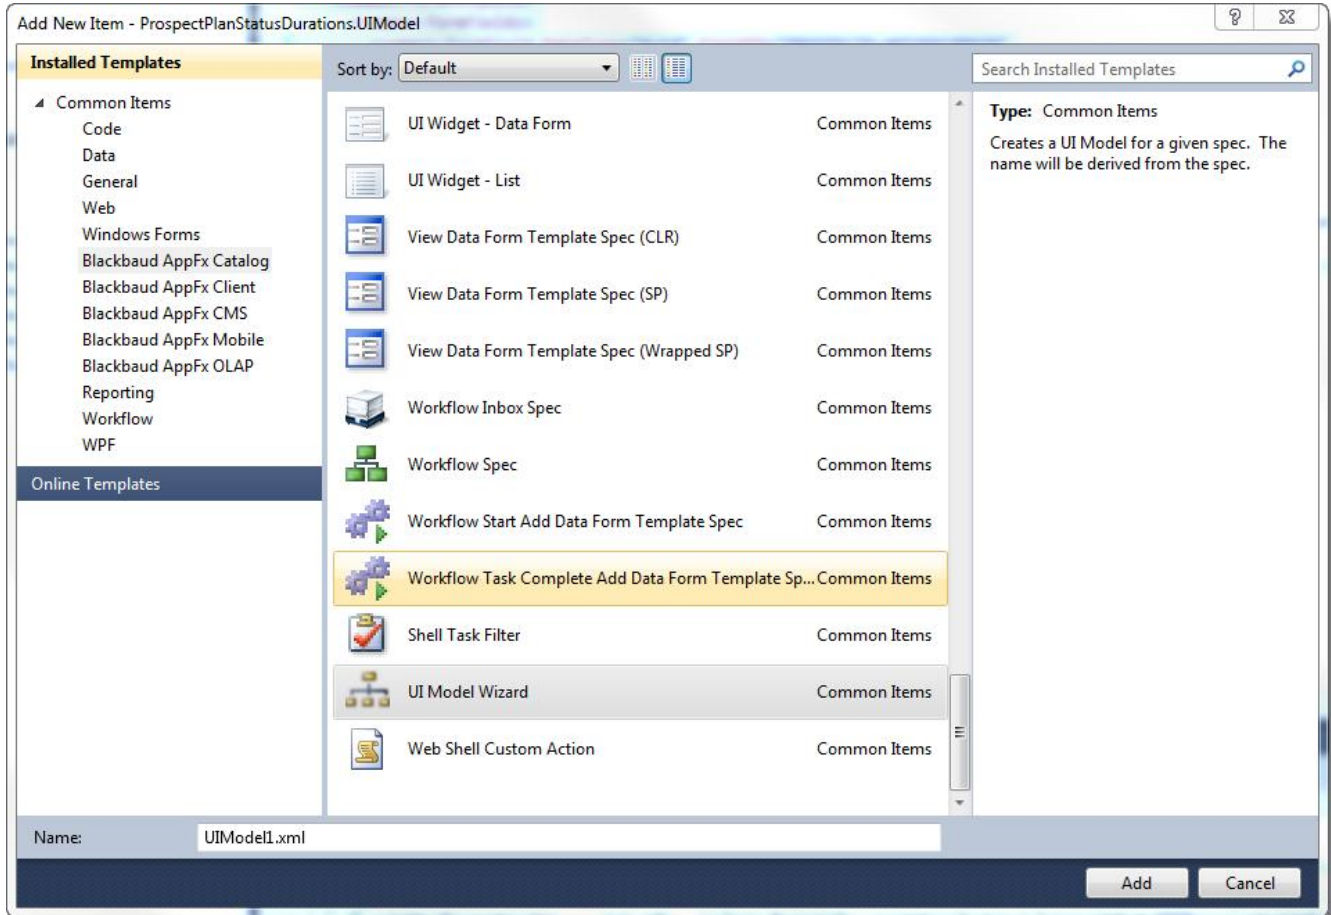 Add New Item - ProspectPlanStatusDurations.UIModel
Installed Templates
Common Items
Code
Data
General
Web
Windows Forms
Blackbaud AppFx Catalog
Blackbaud AppFx Client
Blackbaud AppFx CMS
Blackbaud AppFx Mobile
Blackbaud AppFx OLAP
Reporting
Workflow
WPF
Online Templates
Sort by: Default
UI Widget - Data Form Common Items
UI Widget - List Common Items
View Data Form Template Spec (CLR) Common Items
View Data Form Template Spec (SP) Common Items
View Data Form Template Spec (Wrapped SP) Common Items
Workflow Inbox Spec Common Items
Workflow Spec Common Items
Workflow Start Add Data Form Template Spec Common Items
Workflow Task Complete Add Data Form Template Sp... Common Items
Shell Task Filter Common Items
UI Model Wizard Common Items
Web Shell Custom Action Common Items
Search Installed Templates
Type: Common Items
Creates a UI Model for a given spec. The
name will be derived from the spec.
Name: UIModel1.xml
Add Cancel